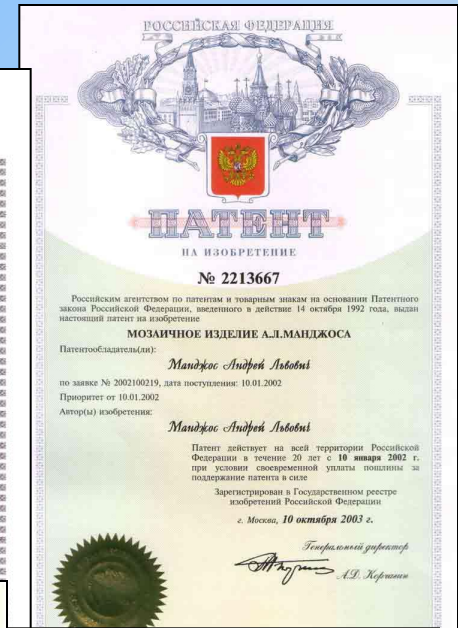 РОССИЙСКАЯ ФЕДЕРАЦИЯ
ПАТЕНТ
НА ИЗОБРЕТЕНИЕ
№ 2213667
Российским агентством по патентам и товарным знакам на основании Патентного
закона Российской Федерации, введенного в действие 14 октября 1992 года, выдан
настоящий патент на изобретение
МОЗАИЧНОЕ ИЗДЕЛИЕ А.Л.МАНДЖОСА
Патентообладатель(ли):
Манджос Андрей Львович
по заявке № 2002100219, дата поступления: 10.01.2002
Приоритет от 10.01.2002
Автор(ы) изобретения:
Манджос Андрей Львович
Патент действует на всей территории Российской
Федерации в течение 20 лет с 10 января 2002 г.
при условии своевременной уплаты пошлины за
поддержание патента в силе
Зарегистрирован в Государственном реестре
изобретений Российской Федерации
г. Москва, 10 октября 2003 г.
Генеральный директор
А.Д. Корчагин